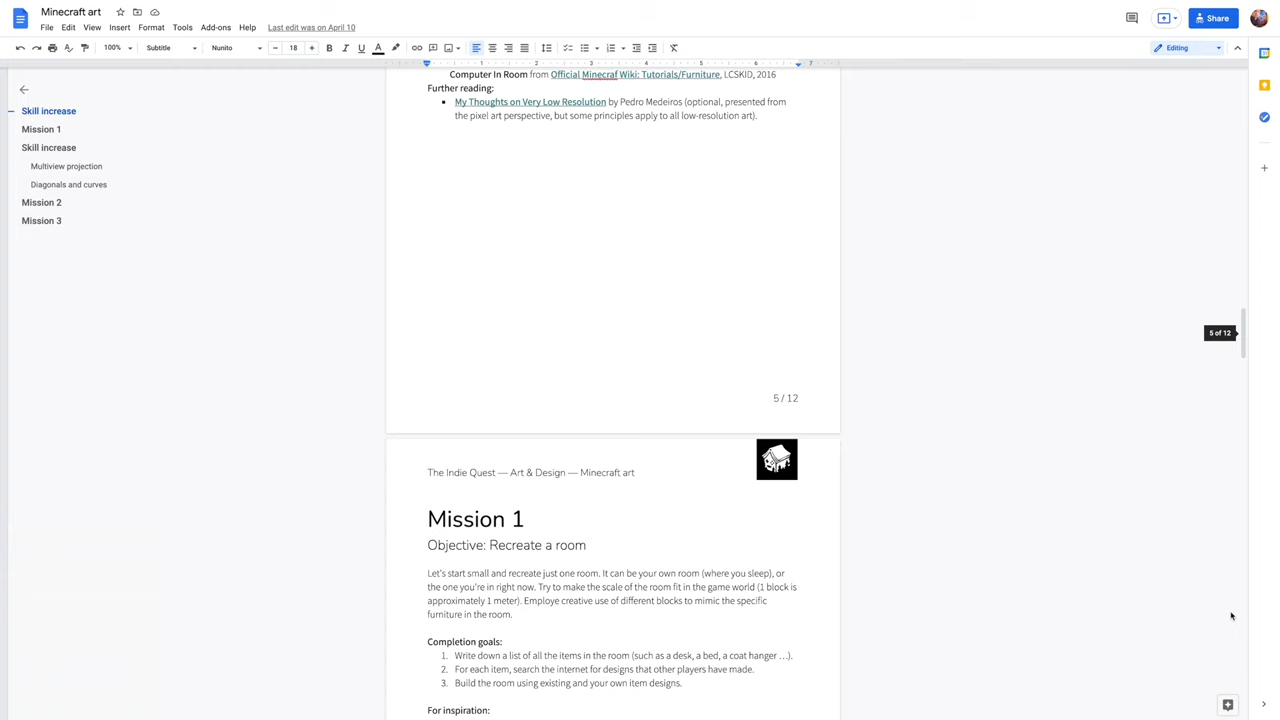 Minecraft art
File Edit View Insert Format Tools Add-ons Help Last edit was on April 10
Share
100% Subtitle Nunito 18 Editing
1 2 3 4 5 6 7
Skill increase
Mission 1
Skill increase
Multiview projection
Diagonals and curves
Mission 2
Mission 3
Computer In Room from Official Minecraf Wiki: Tutorials/Furniture, LCSKID, 2016
Further reading:
▪ My Thoughts on Very Low Resolution by Pedro Medeiros (optional, presented from
the pixel art perspective, but some principles apply to all low-resolution art).
5 of 12
5 / 12
The Indie Quest — Art & Design — Minecraft art
Mission 1
Objective: Recreate a room
Let's start small and recreate just one room. It can be your own room (where you sleep), or
the one you're in right now. Try to make the scale of the room fit in the game world (1 block is
approximately 1 meter). Employe creative use of different blocks to mimic the specific
furniture in the room.
Completion goals:
1. Write down a list of all the items in the room (such as a desk, a bed, a coat hanger …).
2. For each item, search the internet for designs that other players have made.
3. Build the room using existing and your own item designs.
For inspiration: